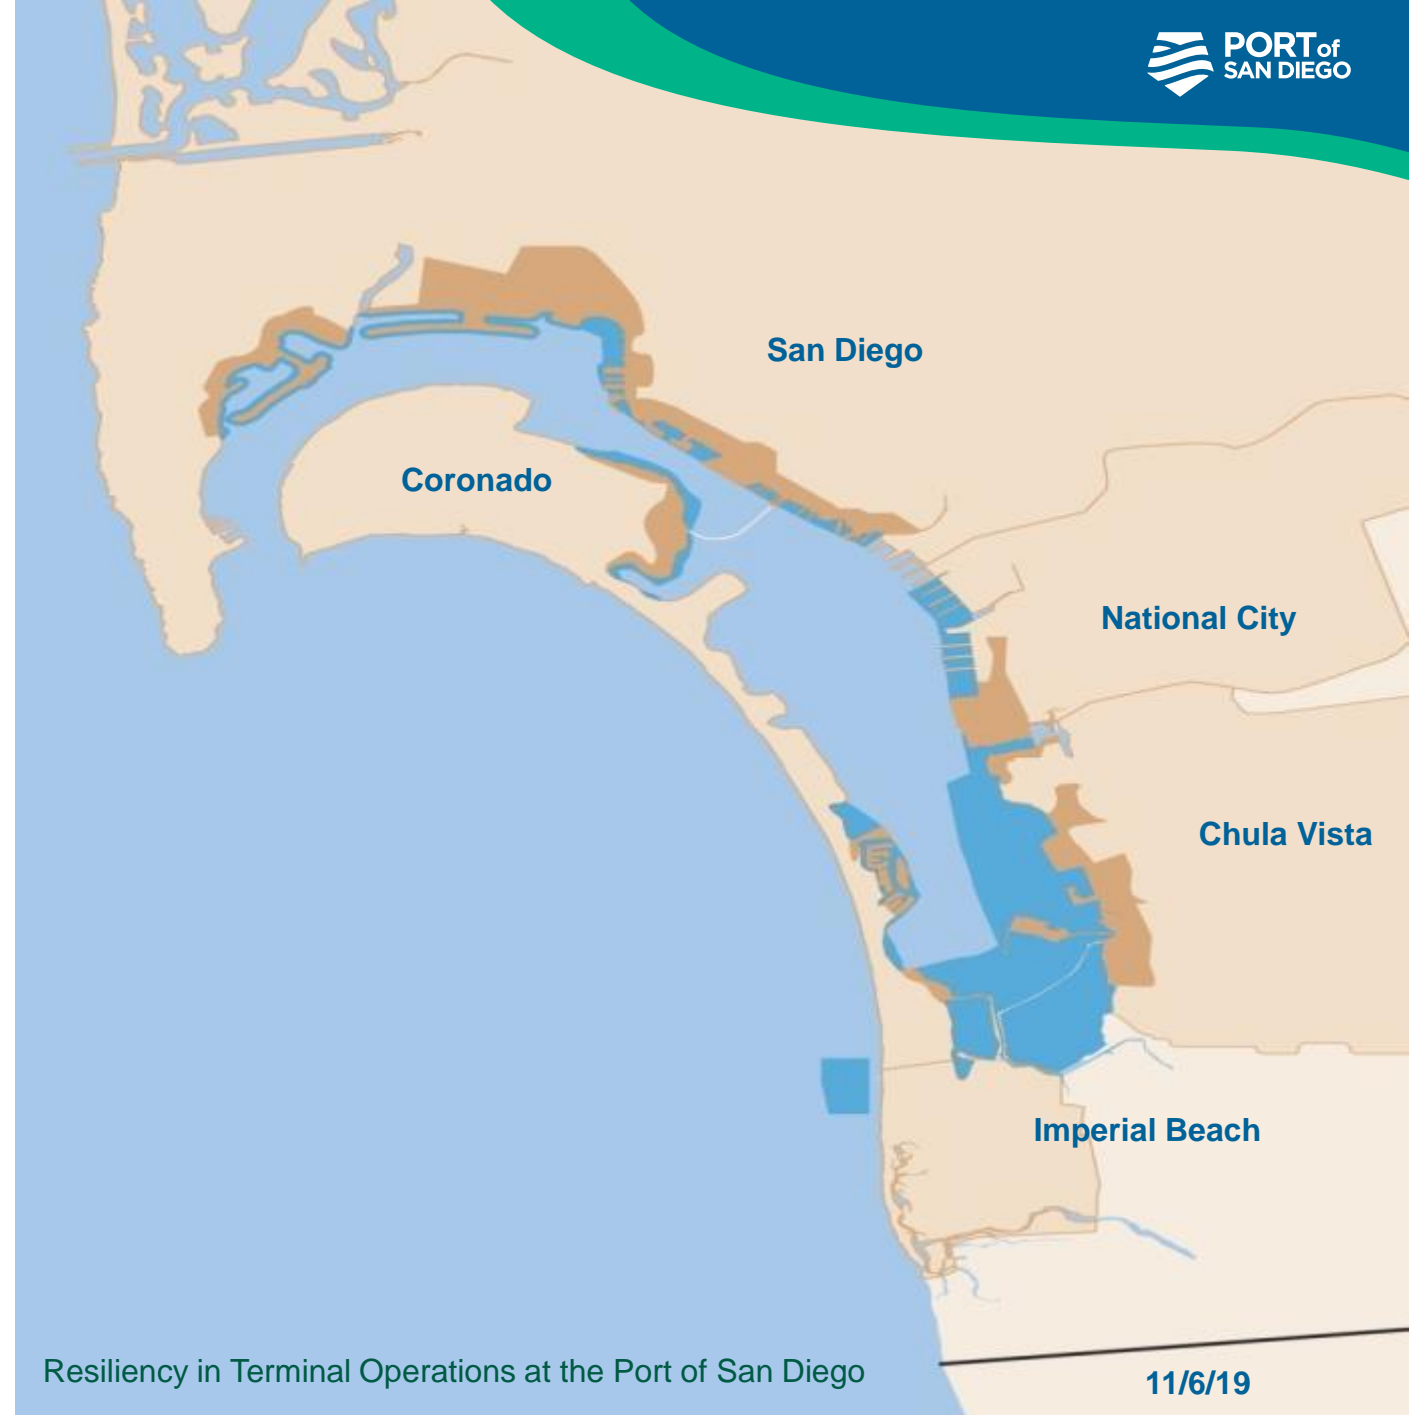 PORT of
SAN DIEGO
San Diego
Coronado
National City
Chula Vista
Imperial Beach
Resiliency in Terminal Operations at the Port of San Diego
11/6/19